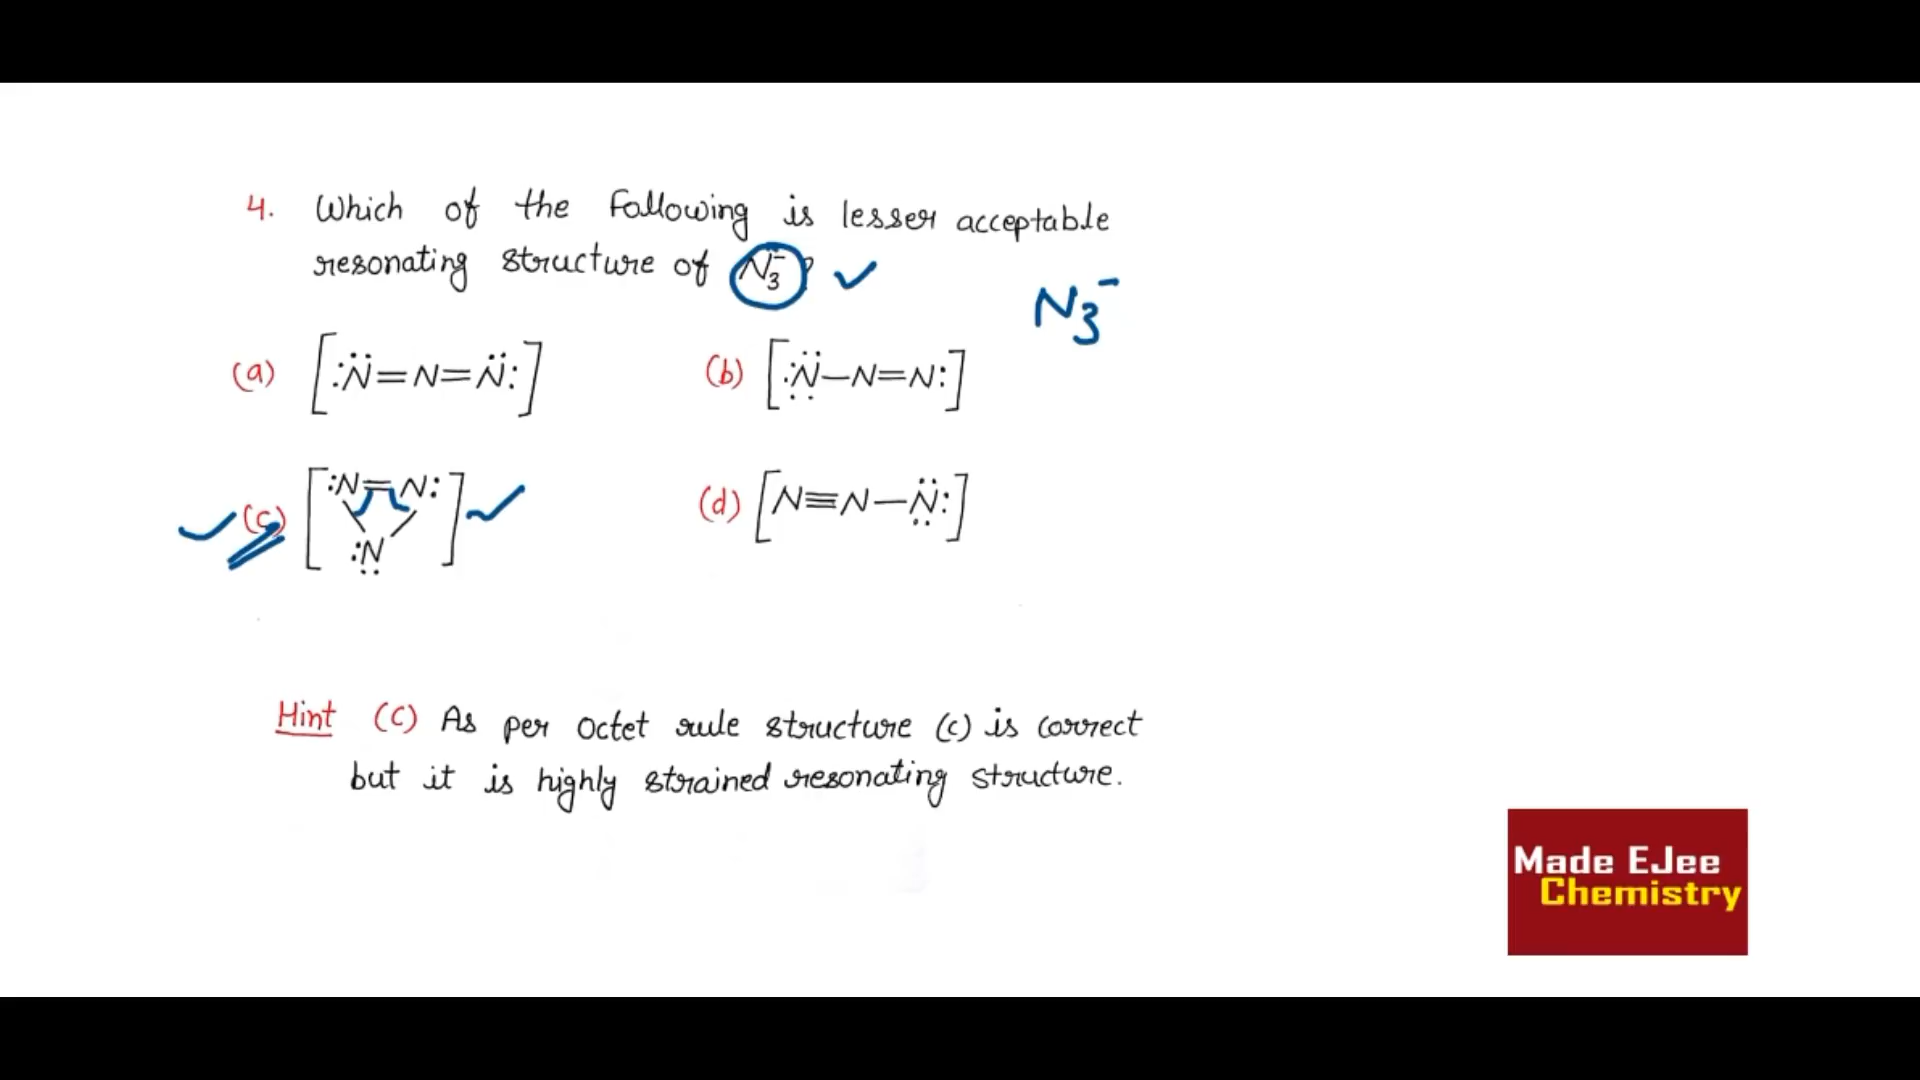 4. Which of the following is lesser acceptable
resonating structure of N₃⁻ ?
N₃⁻
(a) [:N̈=N=N̈:] (b) [:N̤̈–N=N:]
(c) [:N=N: :N̤] (d) [N≡N–N̤̈:]
Hint (C) As per octet rule structure (c) is correct
but it is highly strained resonating structure.
Made EJee
Chemistry